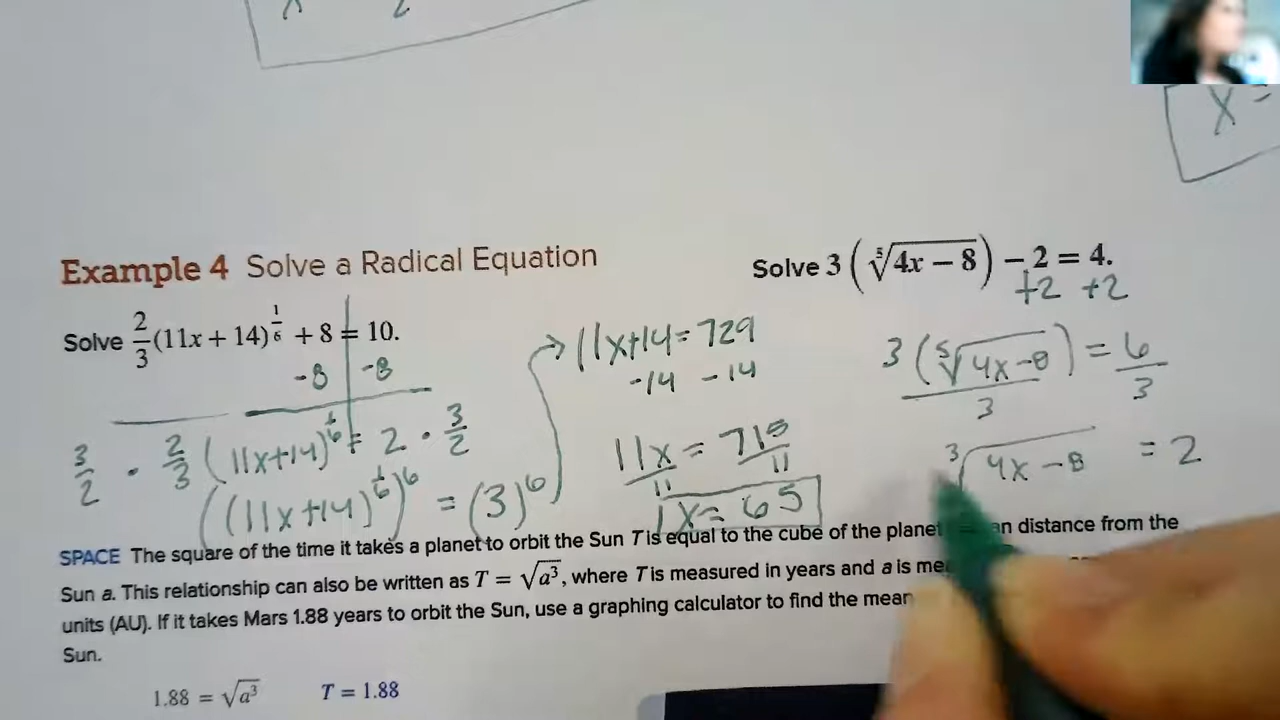 x 2
x =
Example 4 Solve a Radical Equation
Solve 2/3(11x + 14)^1/6 + 8 = 10.
-8 -8
3/2 · 2/3 (11x+14)^1/6 = 2 · 3/2
((11x+14)^1/6)^6 = (3)^6
→ 11x+14=729
-14 -14
11x = 715
11 11
x = 65
Solve 3(⁵√4x − 8) − 2 = 4.
+2 +2
3(⁵√4x-8) = 6
3 3
³√4x-8 = 2
SPACE The square of the time it takes a planet to orbit the Sun T is equal to the cube of the planet distance from the
Sun a. This relationship can also be written as T = √a³, where T is measured in years and a is
units (AU). If it takes Mars 1.88 years to orbit the Sun, use a graphing calculator to find the mean
Sun.
1.88 = √a³ T = 1.88